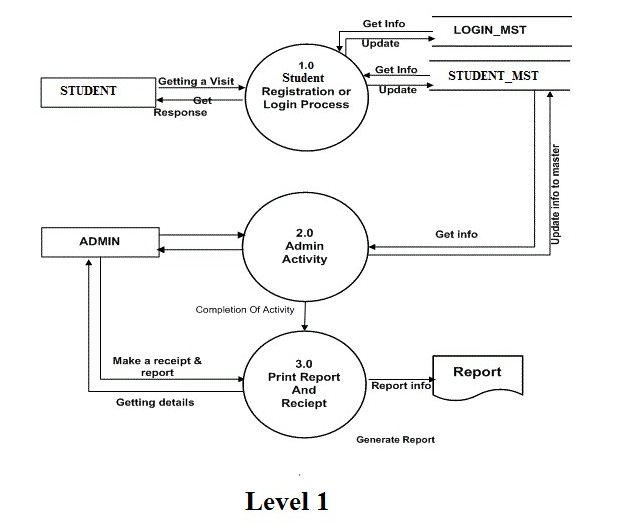 Get Info
LOGIN_MST
Update
1.0
Student
Registration or
Login Process
Get Info
STUDENT_MST
Update
STUDENT
Getting a Visit
Get
Response
Update info to master
2.0
Admin
Activity
Get info
ADMIN
Completion Of Activity
3.0
Print Report
And
Reciept
Make a receipt &
report
Getting details
Report info
Report
Generate Report
Level 1